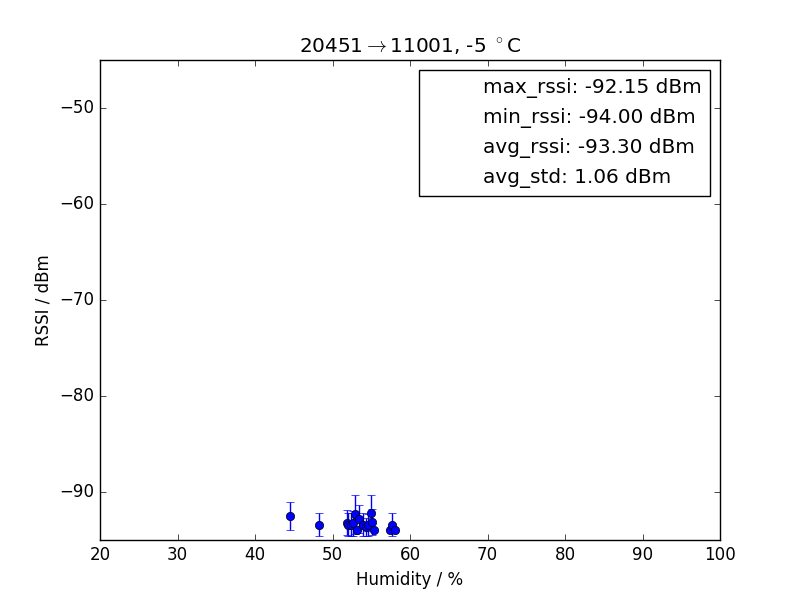 20451→11001, -5 °C
max_rssi: -92.15 dBm
min_rssi: -94.00 dBm
avg_rssi: -93.30 dBm
avg_std: 1.06 dBm
RSSI / dBm
−50
−60
−70
−80
−90
20 30 40 50 60 70 80 90 100
Humidity / %